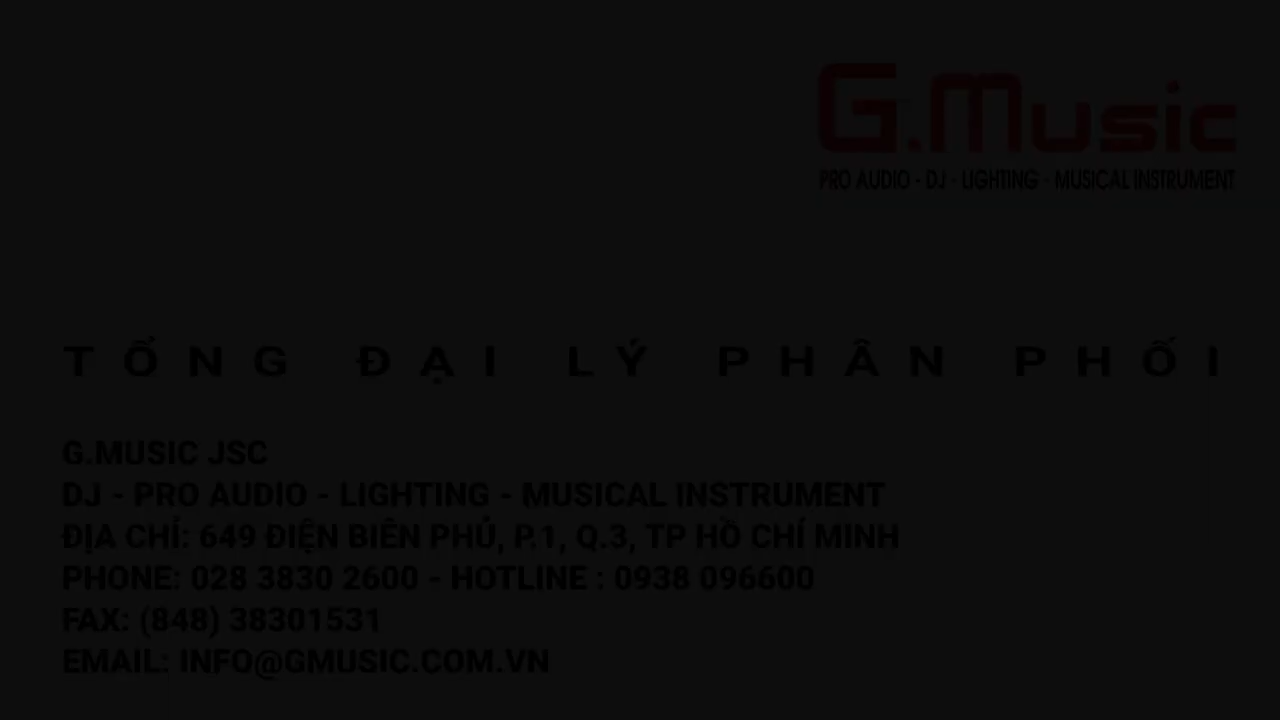 G.Music
PRO AUDIO - DJ - LIGHTING - MUSICAL INSTRUMENT
TỔNG ĐẠI LÝ PHÂN PHỐI
G.MUSIC JSC
DJ - PRO AUDIO - LIGHTING - MUSICAL INSTRUMENT
ĐỊA CHỈ: 649 ĐIỆN BIÊN PHỦ, P.1, Q.3, TP HỒ CHÍ MINH
PHONE: 028 3830 2600 - HOTLINE : 0938 096600
FAX: (848) 38301531
EMAIL: INFO@GMUSIC.COM.VN